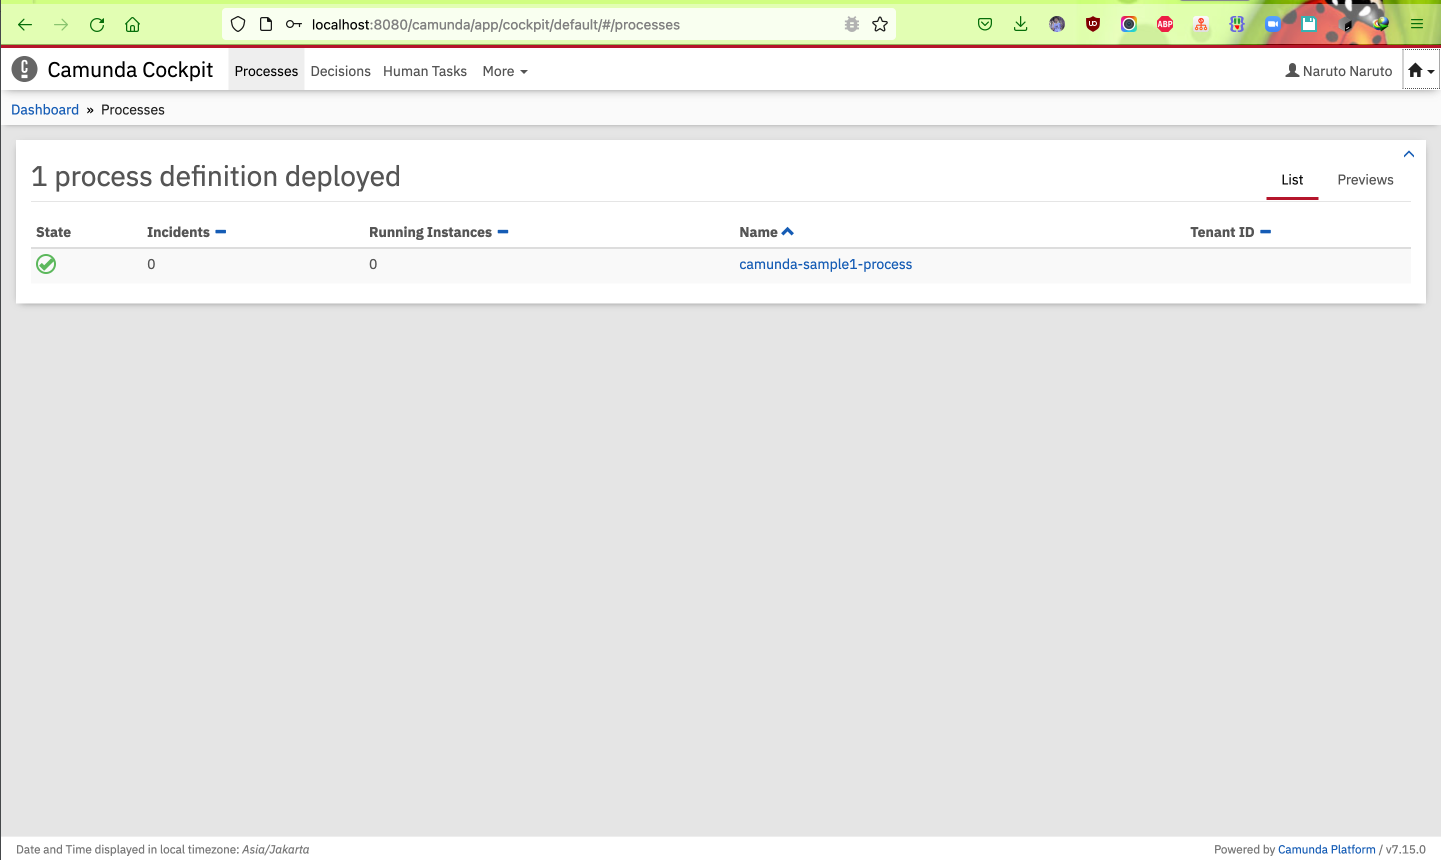 localhost:8080/camunda/app/cockpit/default/#/processes
UD
ABP
C
Camunda Cockpit Processes Decisions Human Tasks More Naruto Naruto
Dashboard » Processes
1 process definition deployed
List Previews
State Incidents Running Instances Name Tenant ID
0 0 camunda-sample1-process
Date and Time displayed in local timezone: Asia/Jakarta Powered by Camunda Platform / v7.15.0